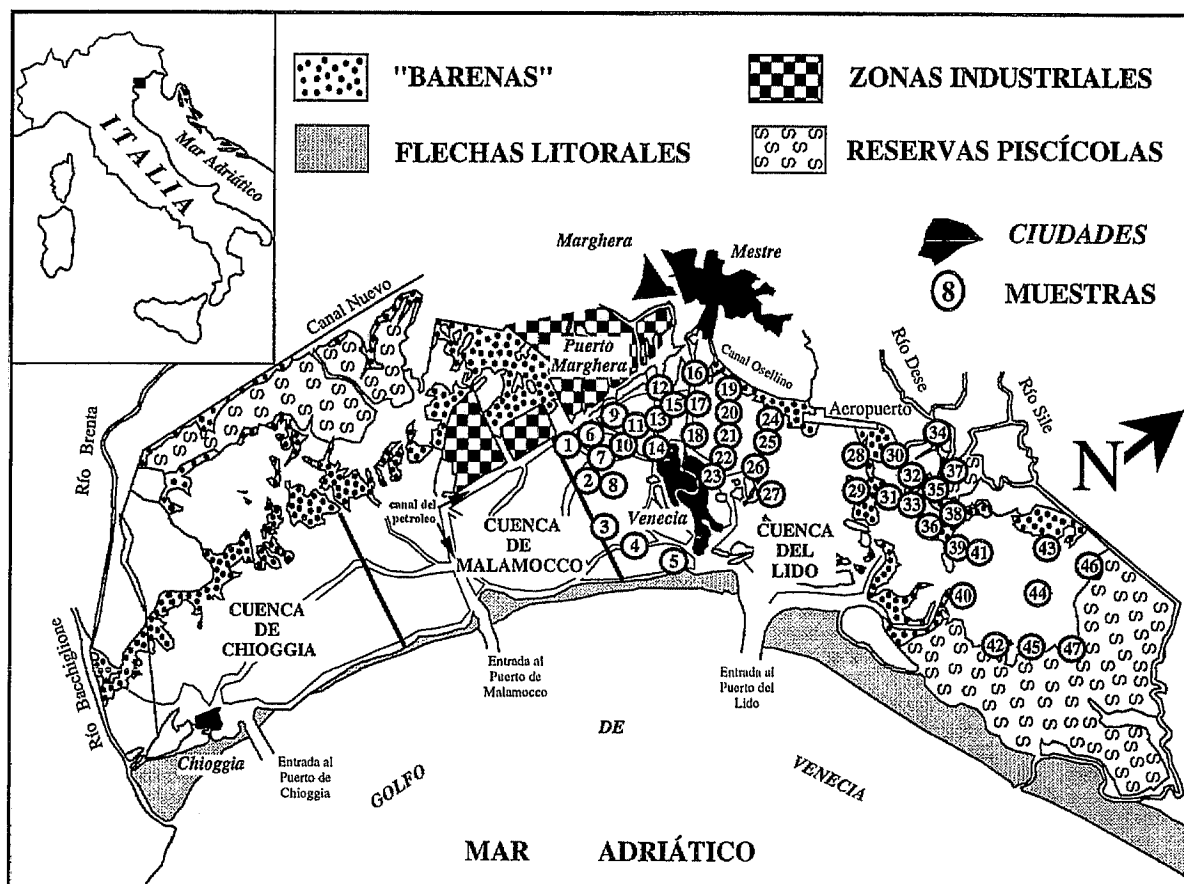 ITALIA
Mar Adriático
"BARENAS"
ZONAS INDUSTRIALES
FLECHAS LITORALES
RESERVAS PISCÍCOLAS
CIUDADES
8 MUESTRAS
Marghera
Mestre
Canal Nuevo
Puerto
Marghera
Canal Osellino
Río Dese
Río Sile
Aeropuerto
Río Brenta
N
1
2
3
4
5
6
7
8
9
10
11
12
13
14
15
16
17
18
19
20
21
22
23
24
25
26
27
28
29
30
31
32
33
34
35
36
37
38
39
40
41
42
43
44
45
46
47
canal del
petroleo
Venecia
CUENCA
DE
MALAMOCCO
CUENCA
DEL
LIDO
CUENCA
DE
CHIOGGIA
Río Bacchiglione
Chioggia
Entrada al
Puerto de
Chioggia
Entrada al
Puerto de
Malamocco
Entrada al
Puerto del
Lido
GOLFO
DE
VENECIA
MAR ADRIÁTICO